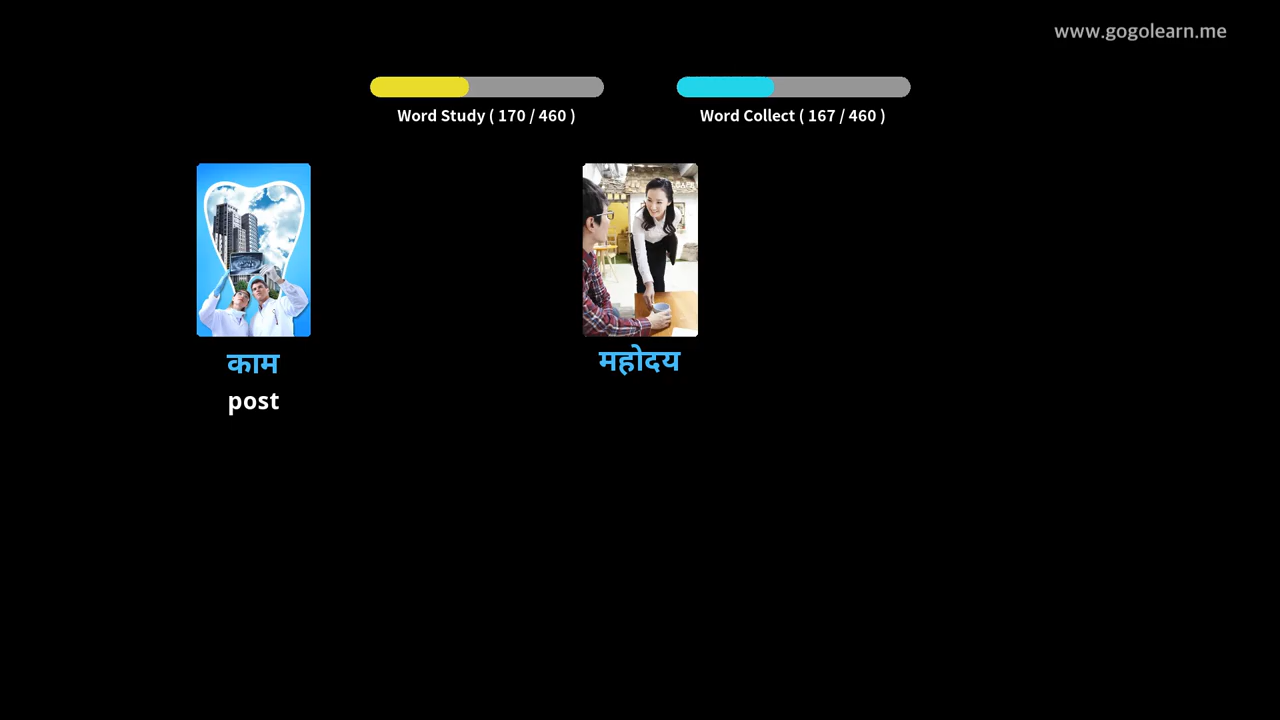 www.gogolearn.me
Word Study ( 170 / 460 )
Word Collect ( 167 / 460 )
काम
post
महोदय